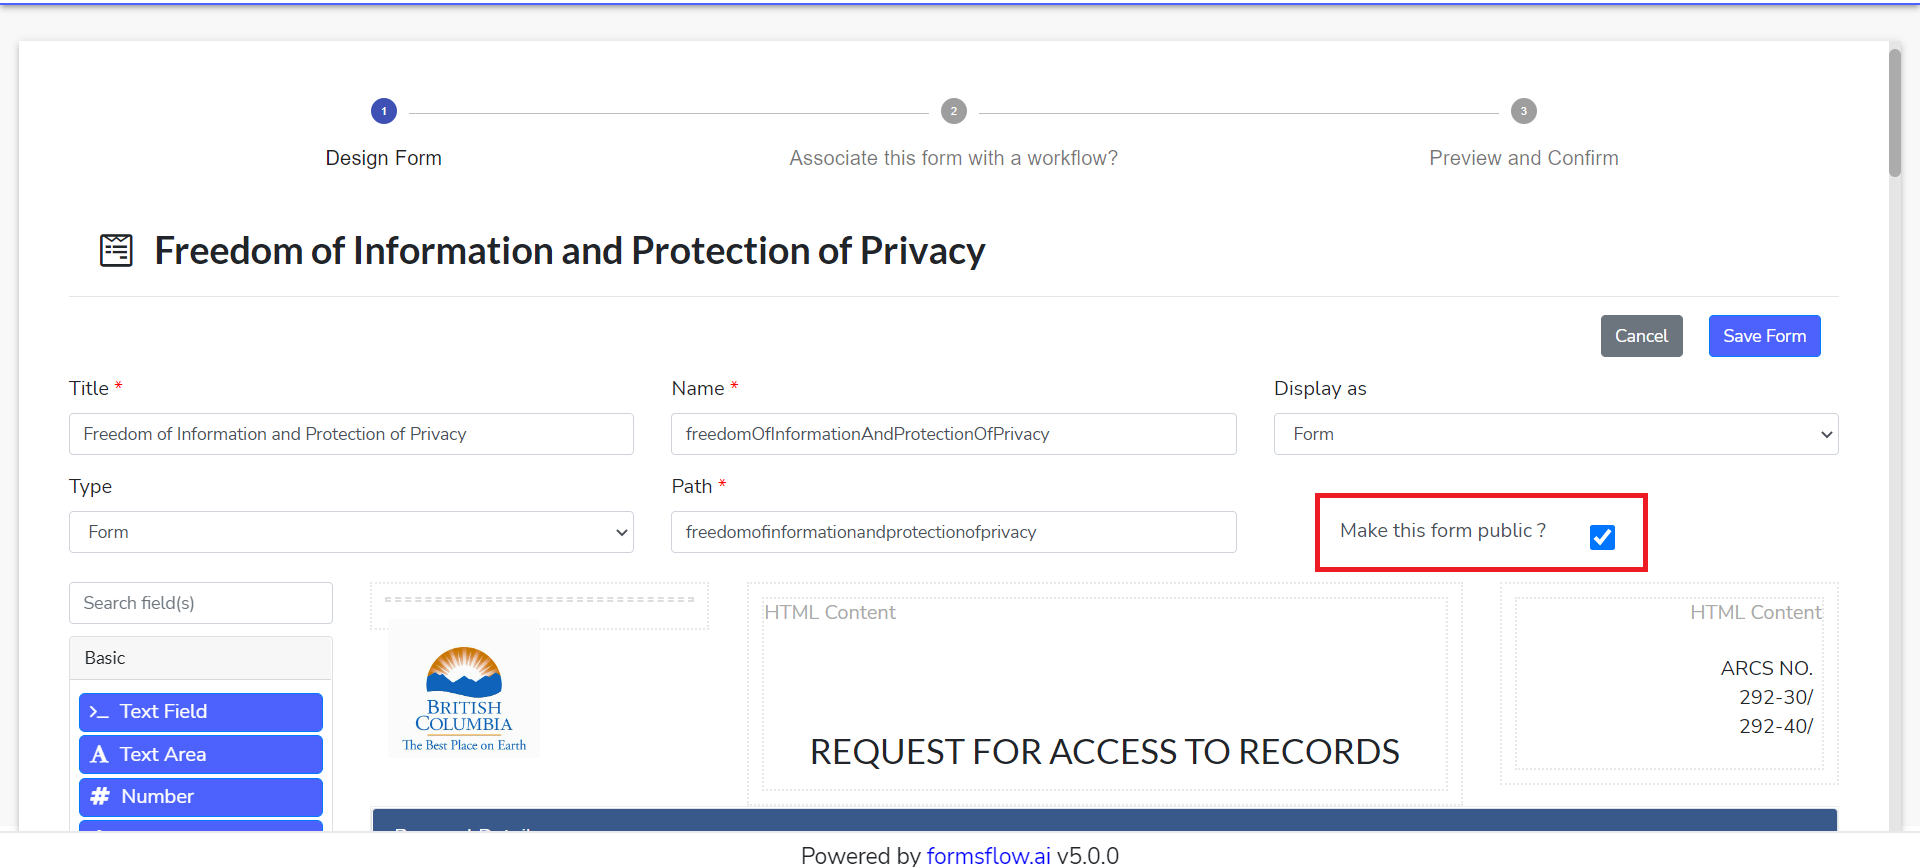 1
2
3
Design Form
Associate this form with a workflow?
Preview and Confirm
Freedom of Information and Protection of Privacy
Cancel
Save Form
Title *
Name *
Display as
Freedom of Information and Protection of Privacy
freedomOfInformationAndProtectionOfPrivacy
Form
Type
Path *
Form
freedomofinformationandprotectionofprivacy
Make this form public ?
Search field(s)
Basic
Text Field
Text Area
Number
BRITISH
COLUMBIA
The Best Place on Earth
HTML Content
REQUEST FOR ACCESS TO RECORDS
HTML Content
ARCS NO.
292-30/
292-40/
Powered by formsflow.ai v5.0.0